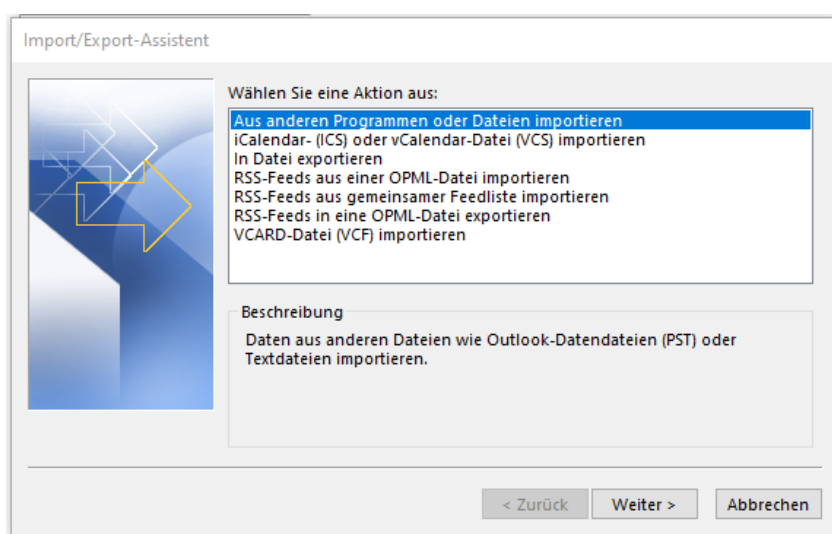 Import/Export-Assistent
Wählen Sie eine Aktion aus:
Aus anderen Programmen oder Dateien importieren
iCalendar- (ICS) oder vCalendar-Datei (VCS) importieren
In Datei exportieren
RSS-Feeds aus einer OPML-Datei importieren
RSS-Feeds aus gemeinsamer Feedliste importieren
RSS-Feeds in eine OPML-Datei exportieren
VCARD-Datei (VCF) importieren
Beschreibung
Daten aus anderen Dateien wie Outlook-Datendateien (PST) oder
Textdateien importieren.
< Zurück Weiter > Abbrechen